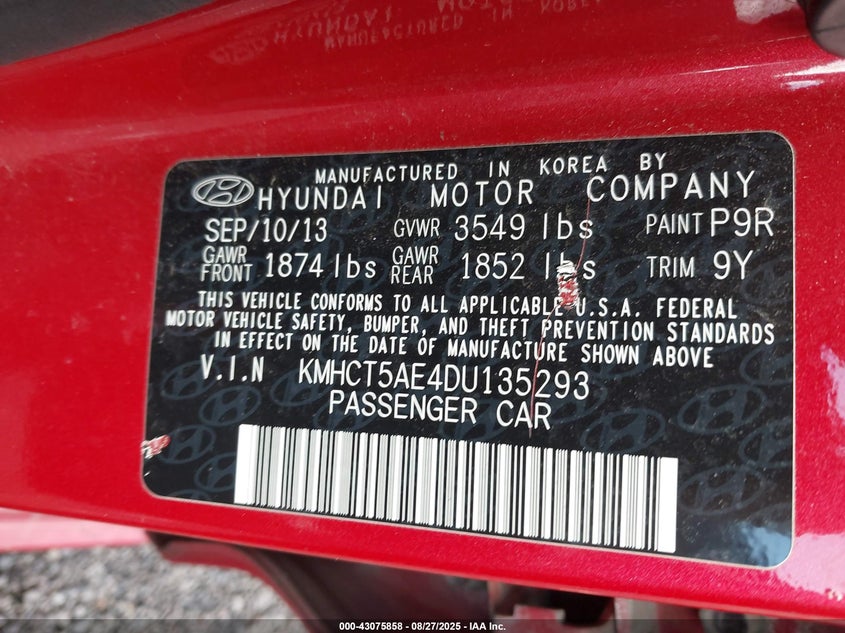 MANUFACTURED IN KOREA BY
HYUNDAI MOTOR COMPANY
SEP/10/13 GVWR 3549 lbs PAINT P9R
GAWR FRONT 1874 lbs GAWR REAR 1852 lbs TRIM 9Y
THIS VEHICLE CONFORMS TO ALL APPLICABLE U.S.A. FEDERAL
MOTOR VEHICLE SAFETY, BUMPER, AND THEFT PREVENTION STANDARDS
IN EFFECT ON THE DATE OF MANUFACTURE SHOWN ABOVE
V.I.N KMHCT5AE4DU135293
PASSENGER CAR
000-43075858 - 08/27/2025 - IAA Inc.